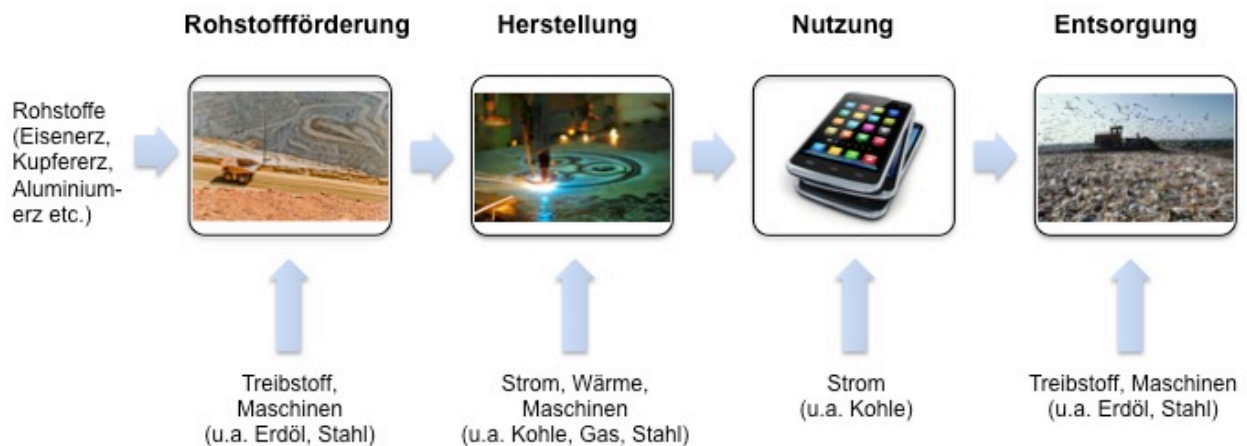 Rohstoffförderung
Herstellung
Nutzung
Entsorgung
Rohstoffe
(Eisenerz,
Kupfererz,
Aluminium-
erz etc.)
Treibstoff,
Maschinen
(u.a. Erdöl, Stahl)
Strom, Wärme,
Maschinen
(u.a. Kohle, Gas, Stahl)
Strom
(u.a. Kohle)
Treibstoff, Maschinen
(u.a. Erdöl, Stahl)